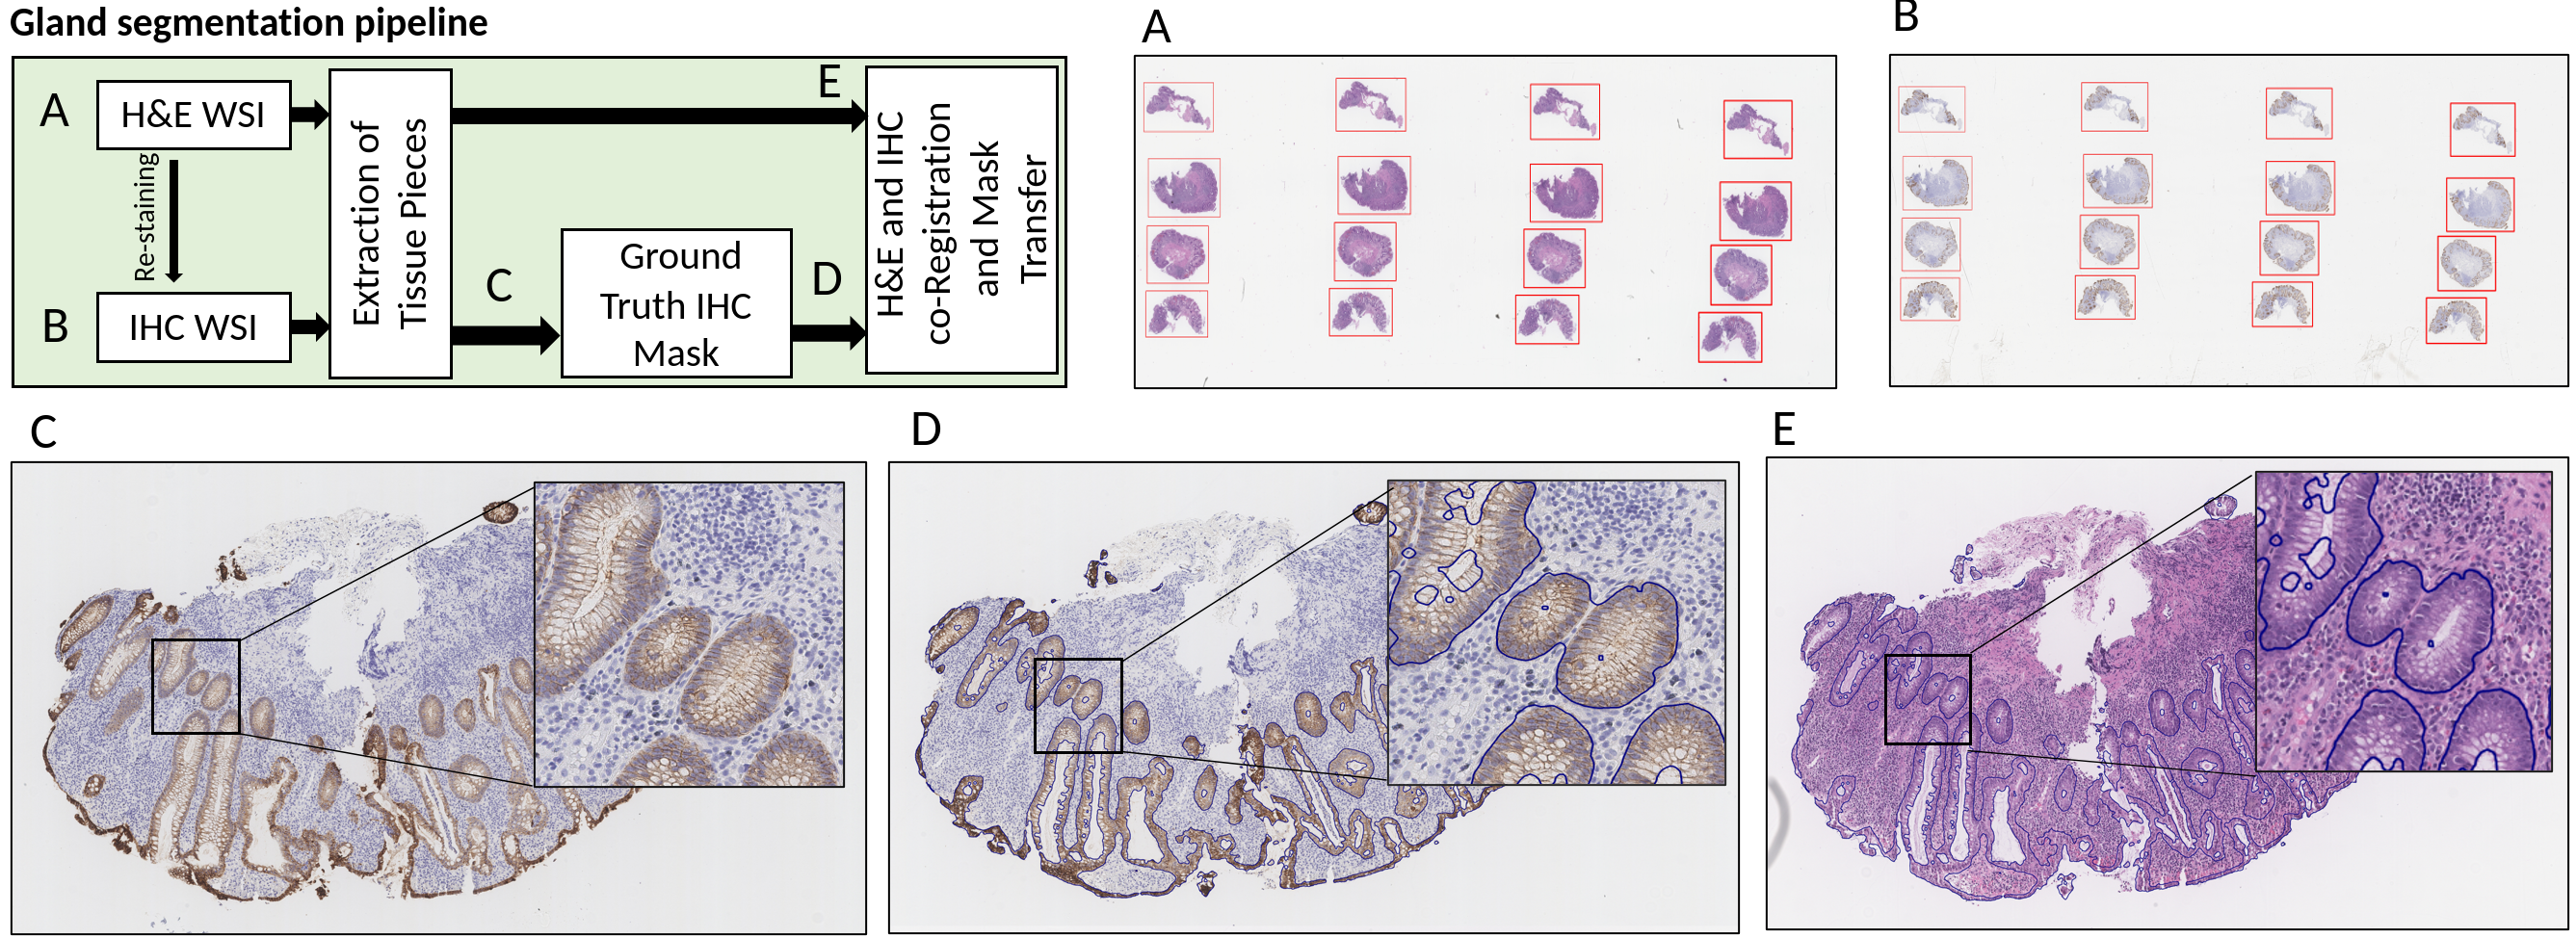 Gland segmentation pipeline
A
H&E WSI
Re-staining
B
IHC WSI
Extraction of
Tissue Pieces
C
Ground
Truth IHC
Mask
D
E
H&E and IHC
co-Registration
and Mask
Transfer
A
B
C
D
E